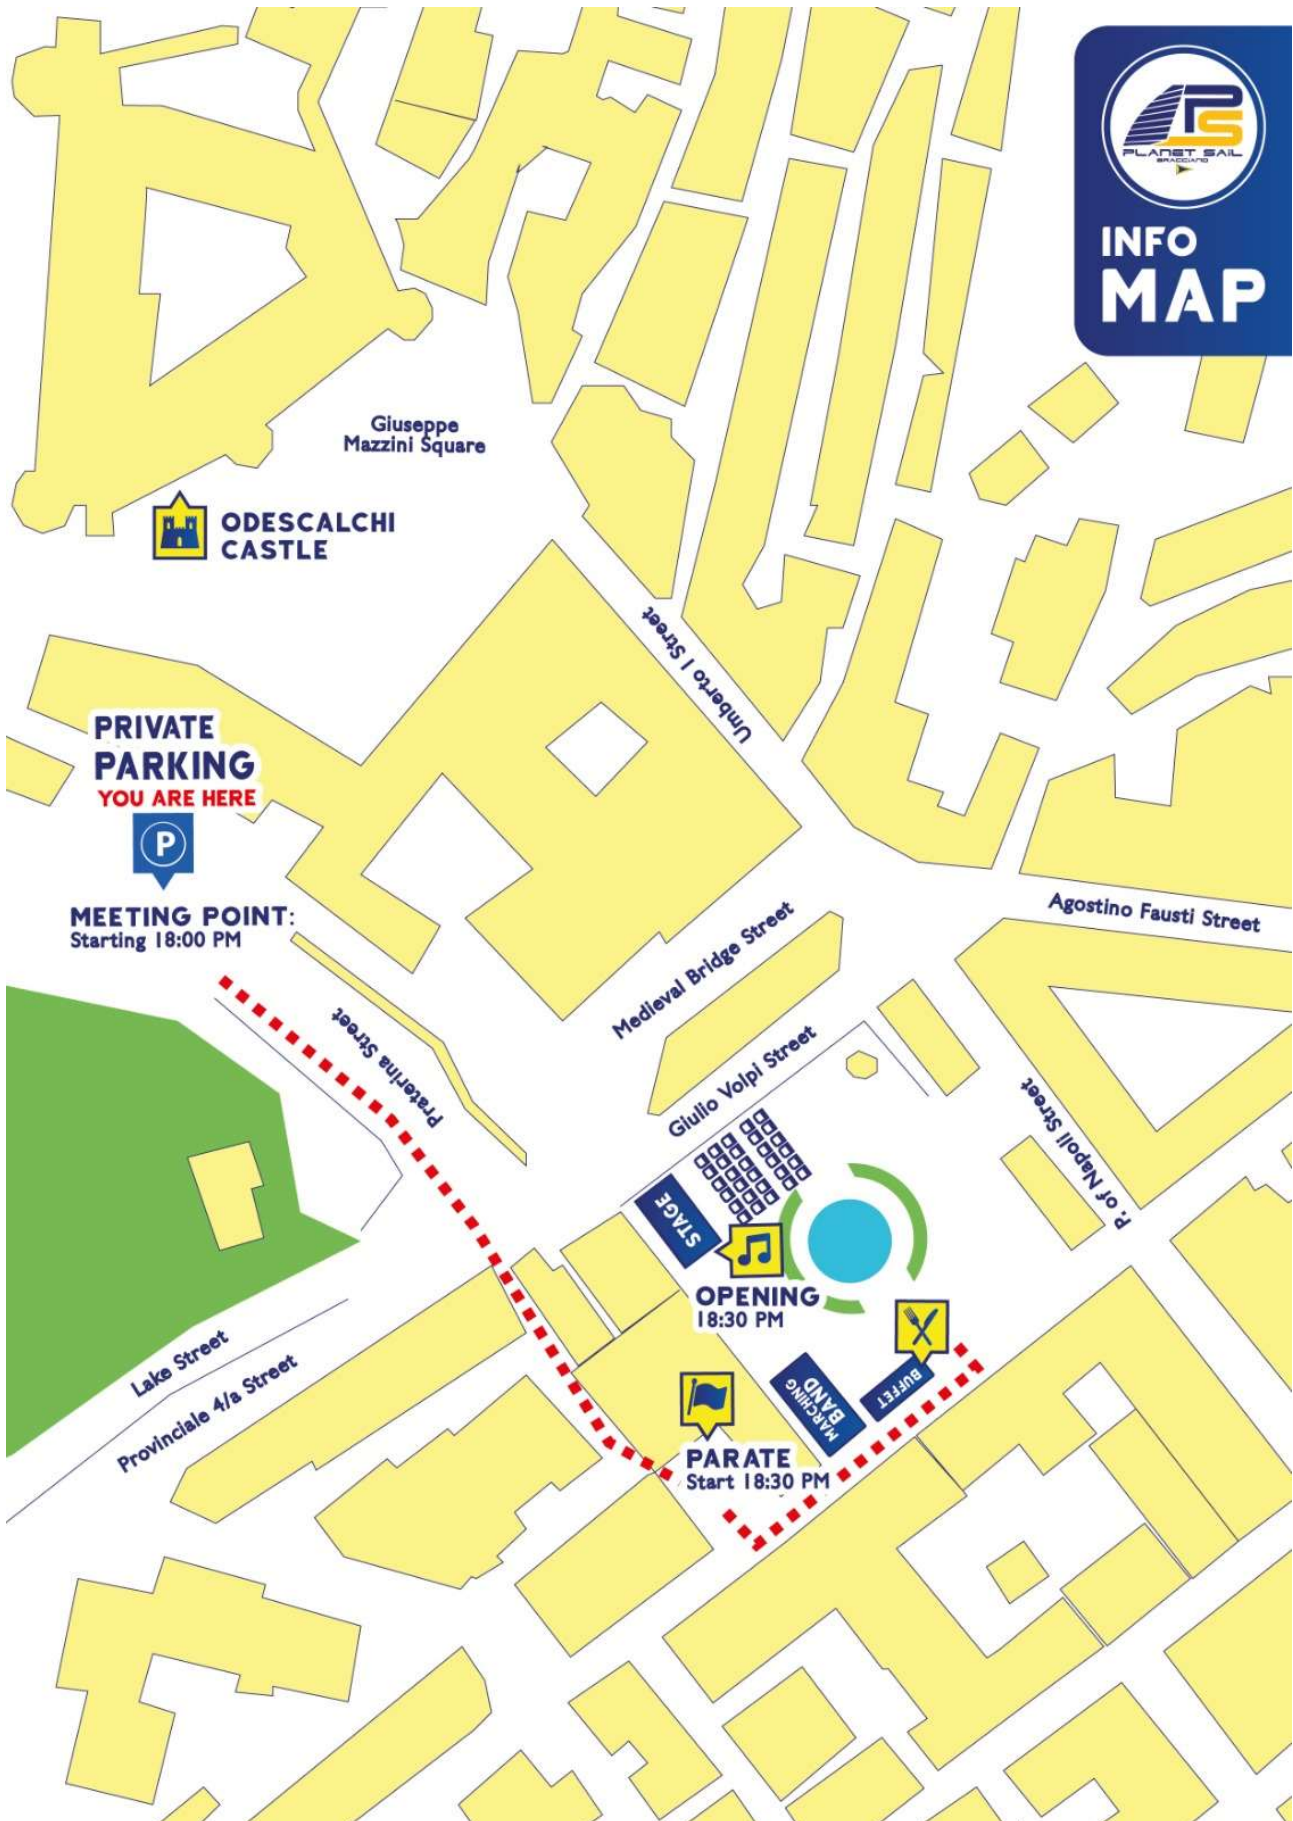 PS
PLANET SAIL
BRACCIANO
INFO
MAP
Giuseppe
Mazzini Square
ODESCALCHI
CASTLE
Umberto I Street
PRIVATE
PARKING
YOU ARE HERE
P
MEETING POINT:
Starting 18:00 PM
Agostino Fausti Street
Medieval Bridge Street
Praterina Street
Giulio Volpi Street
P. of Napoli Street
STAGE
OPENING
18:30 PM
Lake Street
Provinciale 4/a Street
BUFFET
MARCHING
BAND
PARATE
Start 18:30 PM